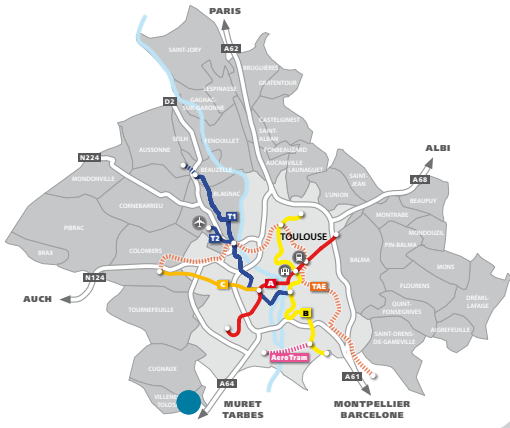 PARIS
A62
SAINT-JORY
BRUGUIÈRES
LESPINASSE
GRATENTOUR
GAGNAC-
SUR-GARONNE
D2
CASTELGINEST
SAINT-
ALBAN
SEILH
FENOUILLET
FONBEAUZARD
AUSSONNE
AUCAMVILLE
LAUNAGUET
ALBI
N224
BEAUZELLE
SAINT-
JEAN
A68
MONDONVILLE
BLAGNAC
L'UNION
BEAUPUY
CORNEBARRIEU
T1
MONTRABE
PIBRAC
T2
TOULOUSE
MONDOUZIL
PIN-BALMA
BRAX
COLOMIERS
BALMA
MONS
N124
C
A
TAE
FLOURENS
DRÉMIL-
LAFAGE
AUCH
TOURNEFEUILLE
B
QUINT-
FONSEGRIVES
AIGREFEUILLE
SAINT-ORENS-
DE-GAMEVILLE
AeroTram
CUGNAUX
A64
A61
VILLENE
TOLOS
MURET
TARBES
MONTPELLIER
BARCELONE